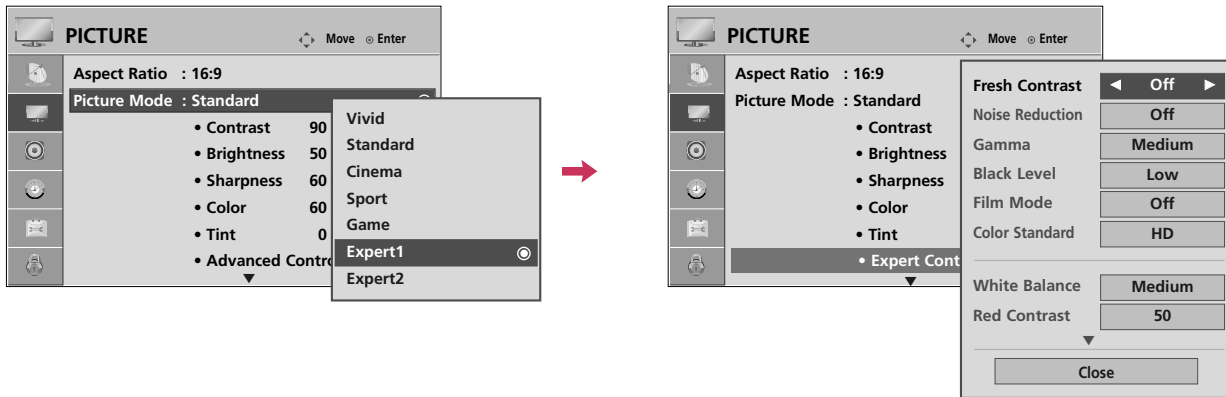 PICTURE
Move Enter
Aspect Ratio : 16:9
Picture Mode : Standard
• Contrast 90
• Brightness 50
• Sharpness 60
• Color 60
• Tint 0
• Advanced Contro
Vivid
Standard
Cinema
Sport
Game
Expert1
Expert2
PICTURE
Move Enter
Aspect Ratio : 16:9
Picture Mode : Standard
• Contrast
• Brightness
• Sharpness
• Color
• Tint
• Expert Cont
Fresh Contrast Off
Noise Reduction Off
Gamma Medium
Black Level Low
Film Mode Off
Color Standard HD
White Balance Medium
Red Contrast 50
Close